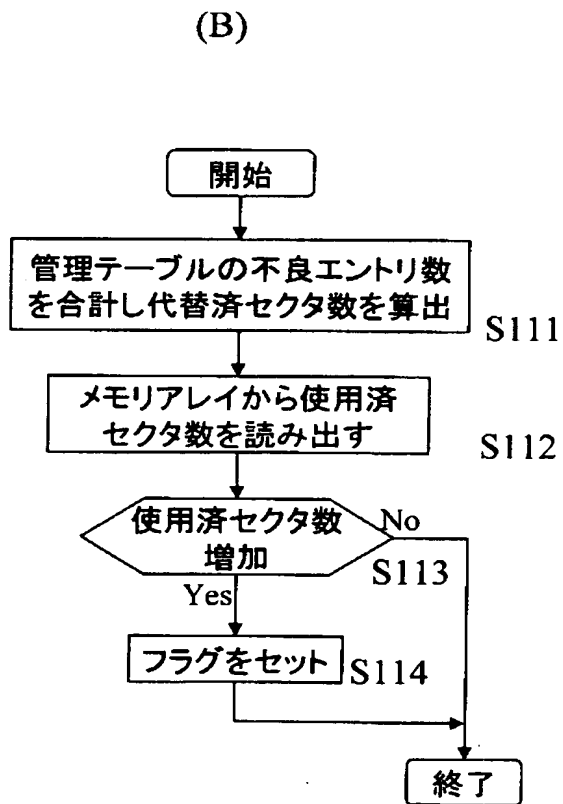 (B)
開始
管理テーブルの不良エントリ数
を合計し代替済セクタ数を算出
S111
メモリアレイから使用済
セクタ数を読み出す
S112
使用済セクタ数
増加
No
S113
Yes
フラグをセット
S114
終了